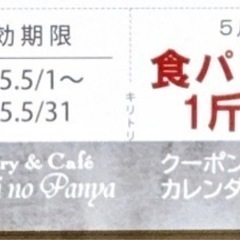 効期限
5.5/1～
5.5/31
ry & Café
i no Panya
キリトリ
5
食パ
1斤
クーポン
カレンダ